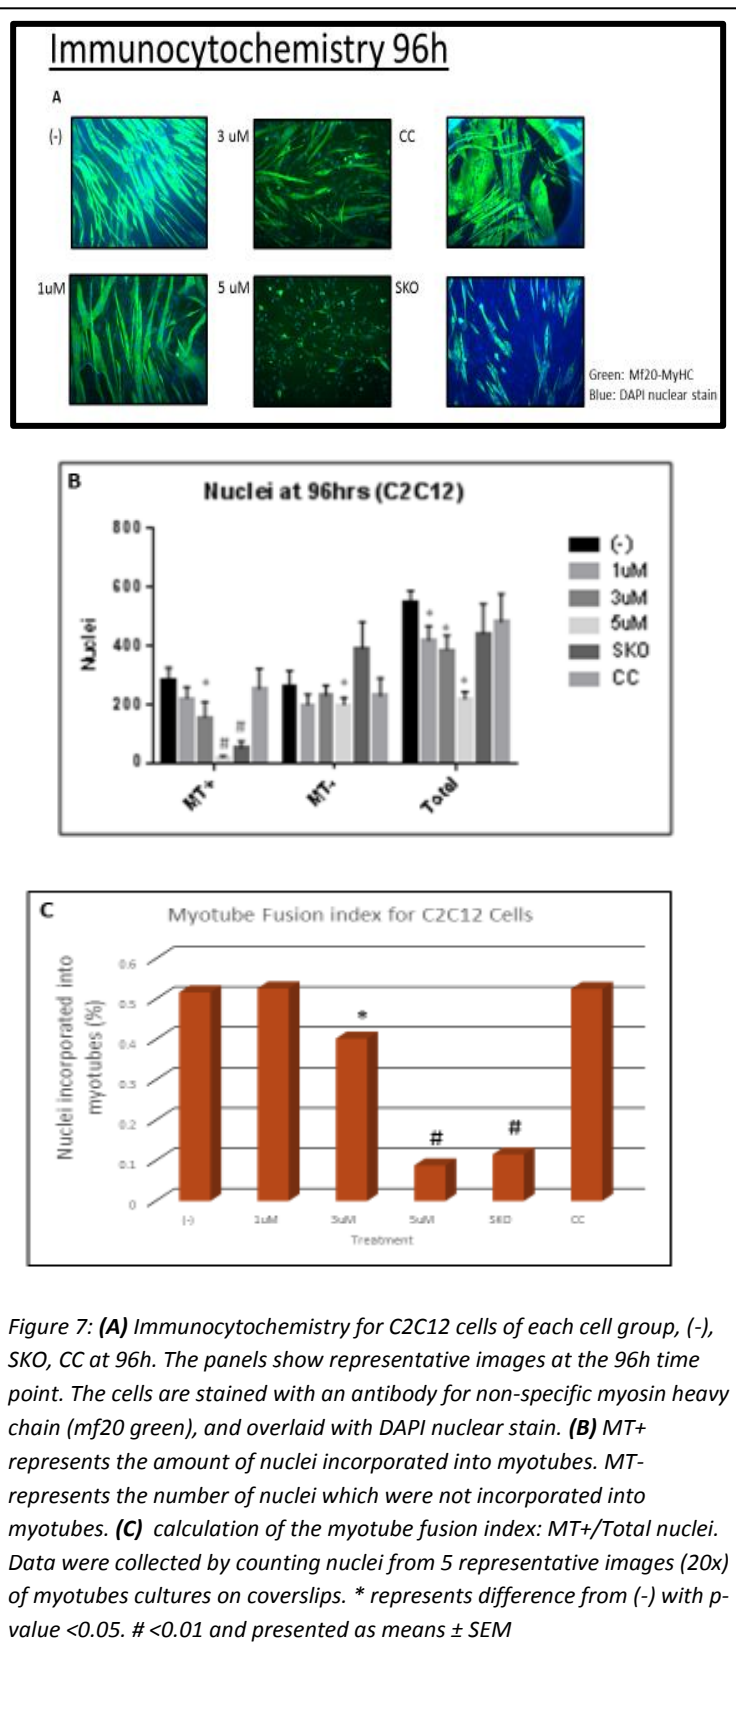 Immunocytochemistry 96h
A
(-)
3 uM
CC
1uM
5 uM
SKO
Green: Mf20-MyHC
Blue: DAPI nuclear stain
B
Nuclei at 96hrs (C2C12)
800
600
400
200
0
Nuclei
* # # * * * *
MT+
MT-
Total
(-)
1uM
3uM
5uM
SKO
CC
C
Myotube Fusion index for C2C12 Cells
Nuclei incorporated into
myotubes (%)
0.6
0.5
0.4
0.3
0.2
0.1
0
*
#
#
(-)
1uM
3uM
5uM
SKO
CC
Treatment
Figure 7: (A) Immunocytochemistry for C2C12 cells of each cell group, (-),
SKO, CC at 96h. The panels show representative images at the 96h time
point. The cells are stained with an antibody for non-specific myosin heavy
chain (mf20 green), and overlaid with DAPI nuclear stain. (B) MT+
represents the amount of nuclei incorporated into myotubes. MT-
represents the number of nuclei which were not incorporated into
myotubes. (C)  calculation of the myotube fusion index: MT+/Total nuclei.
Data were collected by counting nuclei from 5 representative images (20x)
of myotubes cultures on coverslips. * represents difference from (-) with p-
value <0.05. # <0.01 and presented as means ± SEM